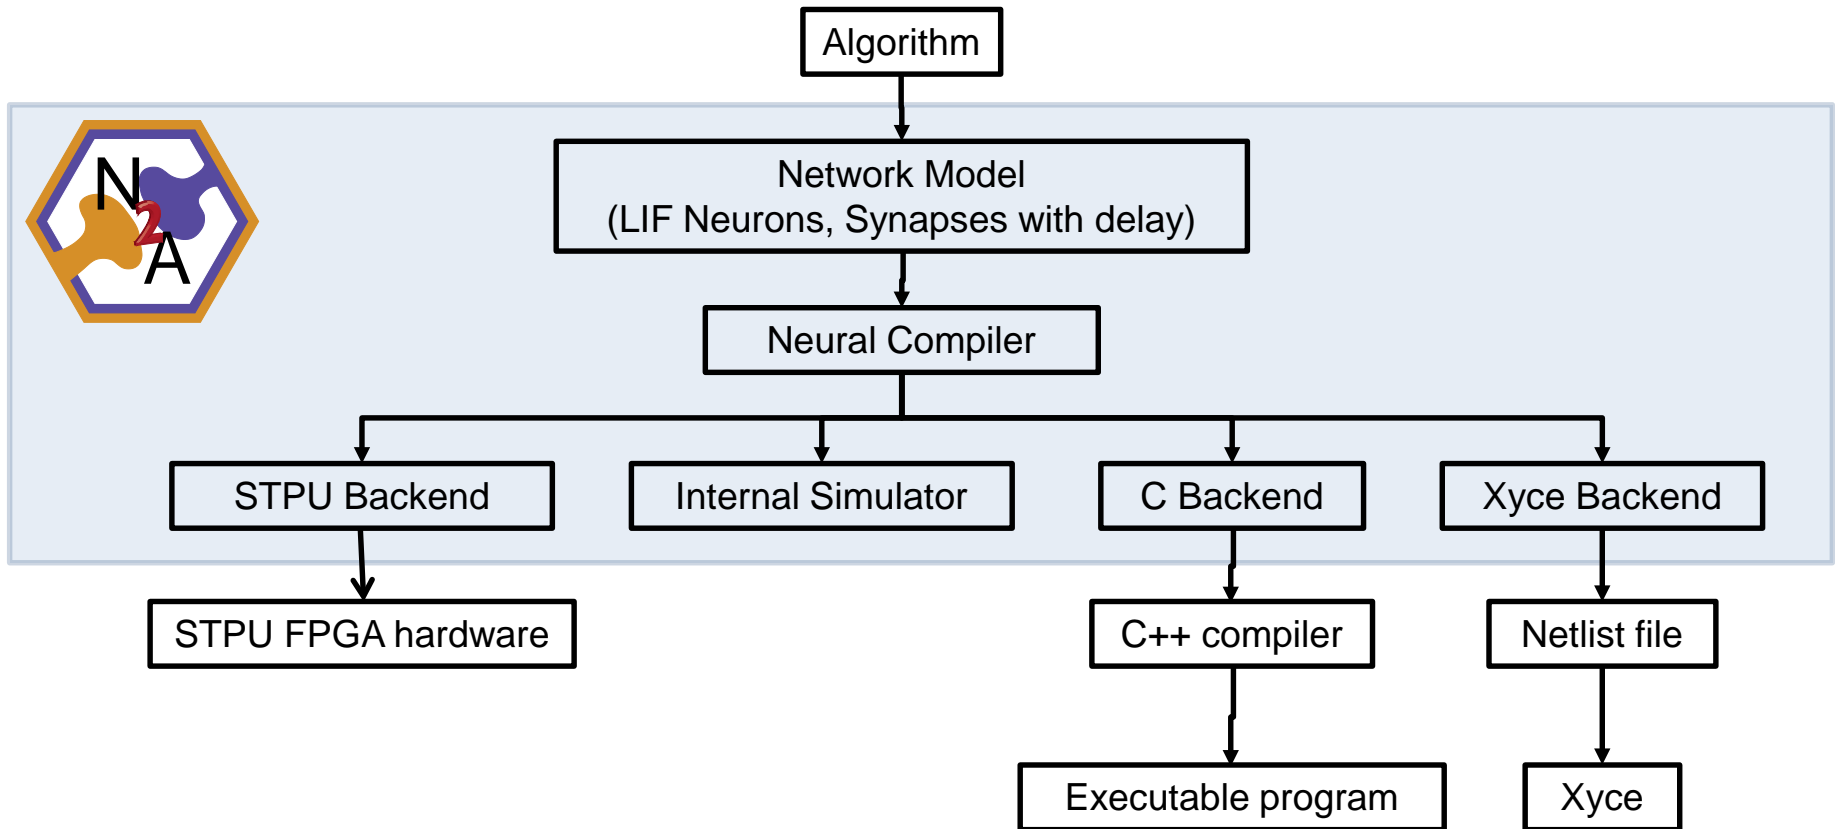 Algorithm
N
2
A
Network Model
(LIF Neurons, Synapses with delay)
Neural Compiler
STPU Backend
Internal Simulator
C Backend
Xyce Backend
STPU FPGA hardware
C++ compiler
Netlist file
Executable program
Xyce